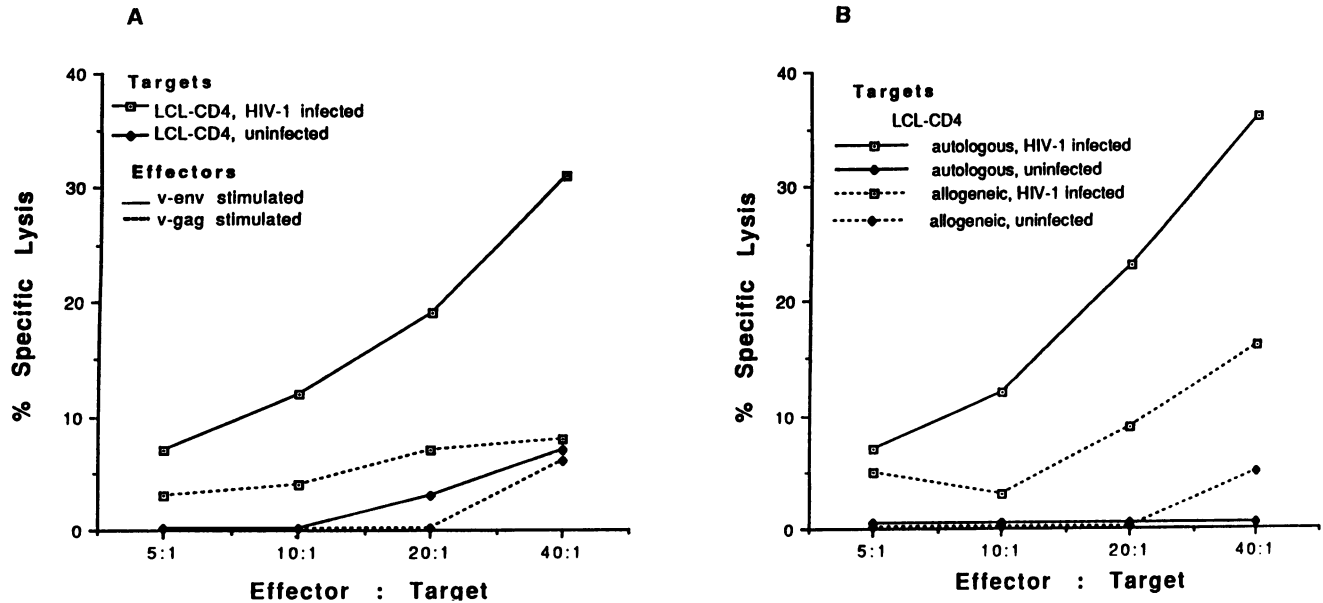 A
40
30
20
10
0
% Specific Lysis
Targets
LCL-CD4, HIV-1 infected
LCL-CD4, uninfected
Effectors
v-env stimulated
v-gag stimulated
5:1 10:1 20:1 40:1
Effector : Target
B
40
30
20
10
0
% Specific Lysis
Targets
LCL-CD4
autologous, HIV-1 infected
autologous, uninfected
allogeneic, HIV-1 infected
allogeneic, uninfected
5:1 10:1 20:1 40:1
Effector : Target